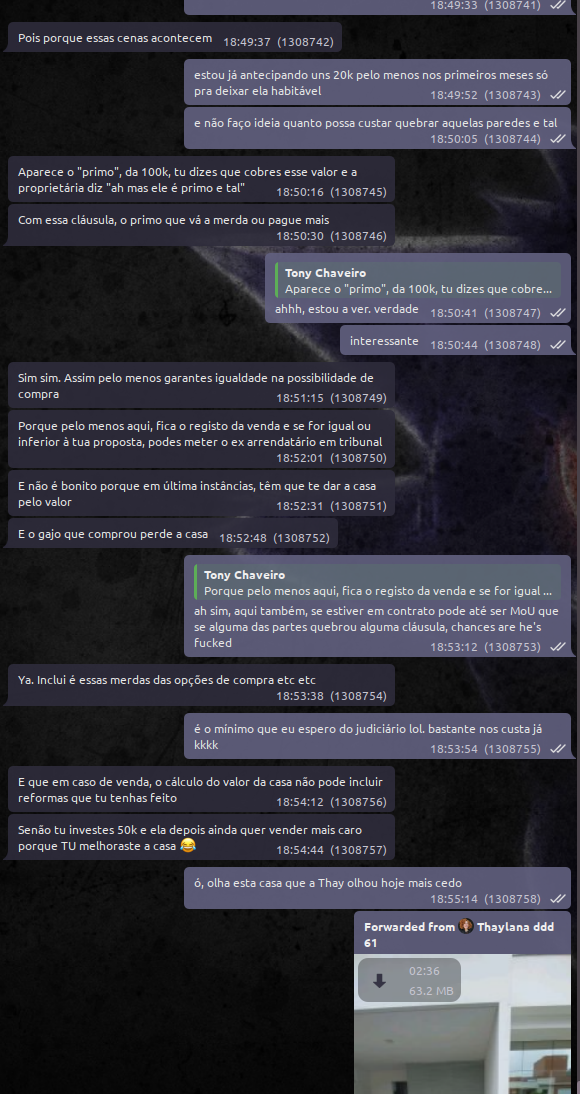 18:49:33 (1308741)
Pois porque essas cenas acontecem 18:49:37 (1308742)
estou já antecipando uns 20k pelo menos nos primeiros meses só
pra deixar ela habitável 18:49:52 (1308743)
e não faço ideia quanto possa custar quebrar aquelas paredes e tal
18:50:05 (1308744)
Aparece o "primo", da 100k, tu dizes que cobres esse valor e a
proprietária diz "ah mas ele é primo e tal" 18:50:16 (1308745)
Com essa cláusula, o primo que vá a merda ou pague mais
18:50:30 (1308746)
Tony Chaveiro
Aparece o "primo", da 100k, tu dizes que cobre...
ahhh, estou a ver. verdade 18:50:41 (1308747)
interessante 18:50:44 (1308748)
Sim sim. Assim pelo menos garantes igualdade na possibilidade de
compra 18:51:15 (1308749)
Porque pelo menos aqui, fica o registo da venda e se for igual ou
inferior à tua proposta, podes meter o ex arrendatário em tribunal
18:52:01 (1308750)
E não é bonito porque em última instâncias, têm que te dar a casa
pelo valor 18:52:31 (1308751)
E o gajo que comprou perde a casa 18:52:48 (1308752)
Tony Chaveiro
Porque pelo menos aqui, fica o registo da venda e se for igual ...
ah sim, aqui também, se estiver em contrato pode até ser MoU que
se alguma das partes quebrou alguma cláusula, chances are he's
fucked 18:53:12 (1308753)
Ya. Inclui é essas merdas das opções de compra etc etc
18:53:38 (1308754)
é o mínimo que eu espero do judiciário lol. bastante nos custa já
kkkk 18:53:54 (1308755)
E que em caso de venda, o cálculo do valor da casa não pode incluir
reformas que tu tenhas feito 18:54:12 (1308756)
Senão tu investes 50k e ela depois ainda quer vender mais caro
porque TU melhoraste a casa 😂 18:54:44 (1308757)
ó, olha esta casa que a Thay olhou hoje mais cedo
18:55:14 (1308758)
Forwarded from Thaylana ddd
61
02:36
63.2 MB